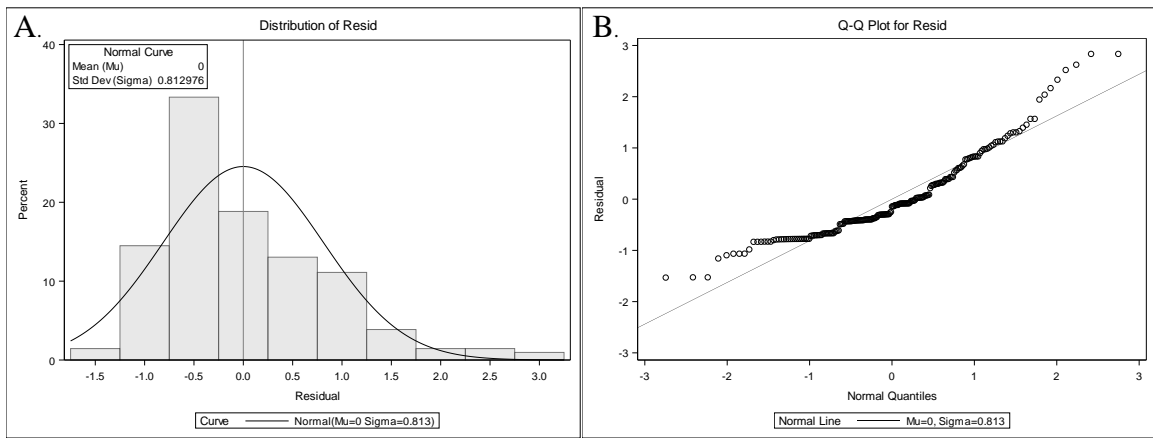 A.
Distribution of Resid
Normal Curve
Mean (Mu) 0
Std Dev (Sigma) 0.812976
40
30
20
10
0
Percent
-1.5 -1.0 -0.5 0.0 0.5 1.0 1.5 2.0 2.5 3.0
Residual
Curve Normal(Mu=0 Sigma=0.813)
B.
Q-Q Plot for Resid
3
2
1
0
-1
-2
-3
Residual
-3 -2 -1 0 1 2 3
Normal Quantiles
Normal Line Mu=0, Sigma=0.813